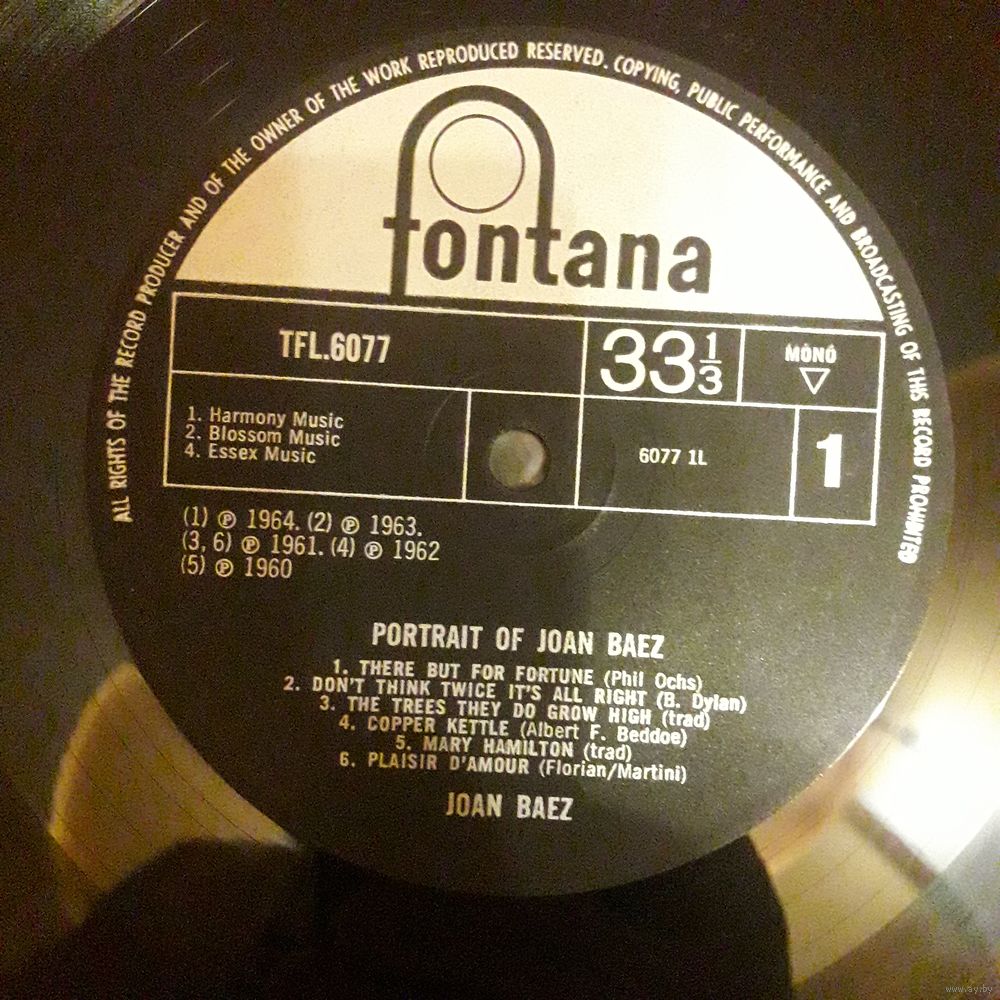 ALL RIGHTS OF THE RECORD PRODUCER AND OF THE OWNER OF THE WORK REPRODUCED RESERVED. COPYING, PUBLIC PERFORMANCE AND BROADCASTING OF THIS RECORD PROHIBITED
fontana
TFL.6077
33 1/3
MONO
1. Harmony Music
2. Blossom Music
4. Essex Music
6077 1L
1
(1) ℗ 1964. (2) ℗ 1963.
(3, 6) ℗ 1961. (4) ℗ 1962
(5) ℗ 1960
PORTRAIT OF JOAN BAEZ
1. THERE BUT FOR FORTUNE (Phil Ochs)
2. DON'T THINK TWICE IT'S ALL RIGHT (B. Dylan)
3. THE TREES THEY DO GROW HIGH (trad)
4. COPPER KETTLE (Albert F. Beddoe)
5. MARY HAMILTON (trad)
6. PLAISIR D'AMOUR (Florian/Martini)
JOAN BAEZ
www.ay.by